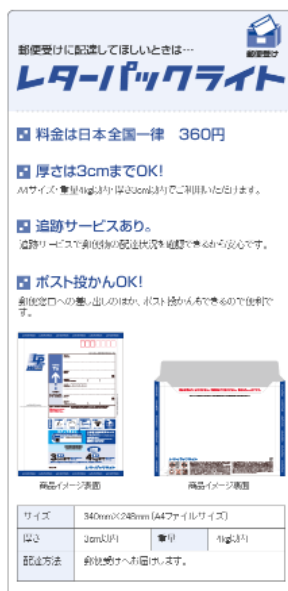 郵便受けに配達してほしいときは…
郵便受け
レターパックライト
料金は日本全国一律 360円
厚さは3cmまでOK!
A4サイズ・重量4kg以内・厚さ3cm以内でご利用いただけます。
追跡サービスあり。
追跡サービスで郵便物の配達状況を確認できるから安心です。
ポスト投かんOK!
郵便窓口への差し出しのほか、ポスト投かんもできるので便利で
す。
商品イメージ表面 商品イメージ裏面
サイズ 340mm×248mm (A4ファイルサイズ)
厚さ 3cm以内 重量 4kg以内
配達方法 郵便受けへお届けします。